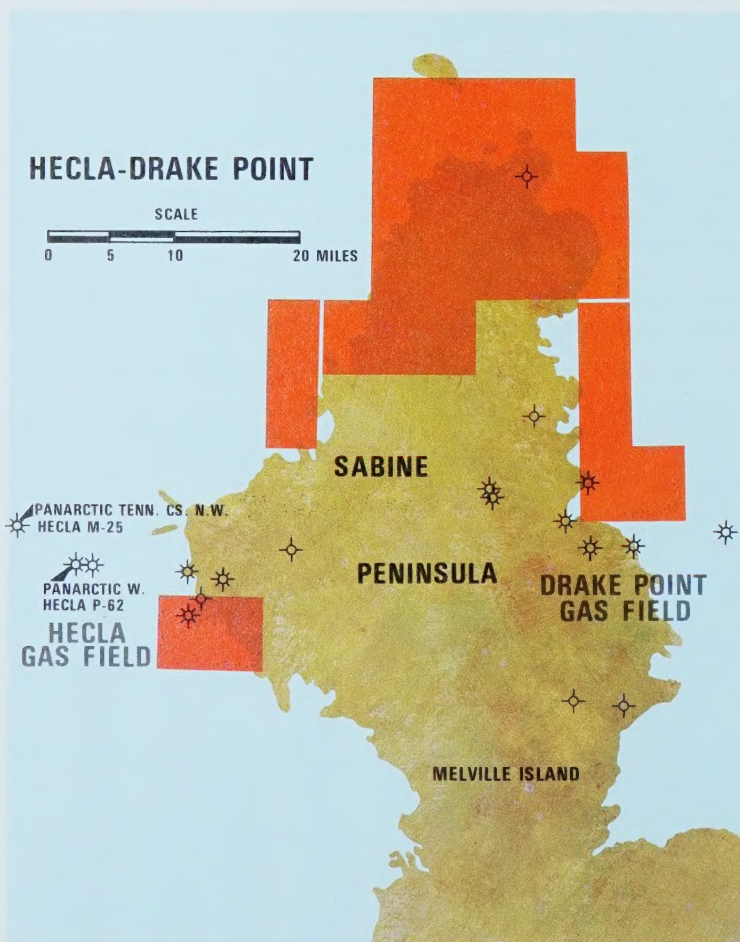 HECLA-DRAKE POINT
SCALE
0 5 10 20 MILES
SABINE
PANARCTIC TENN. CS. N.W.
HECLA M-25
PENINSULA
PANARCTIC W.
HECLA P-62
DRAKE POINT
GAS FIELD
HECLA
GAS FIELD
MELVILLE ISLAND